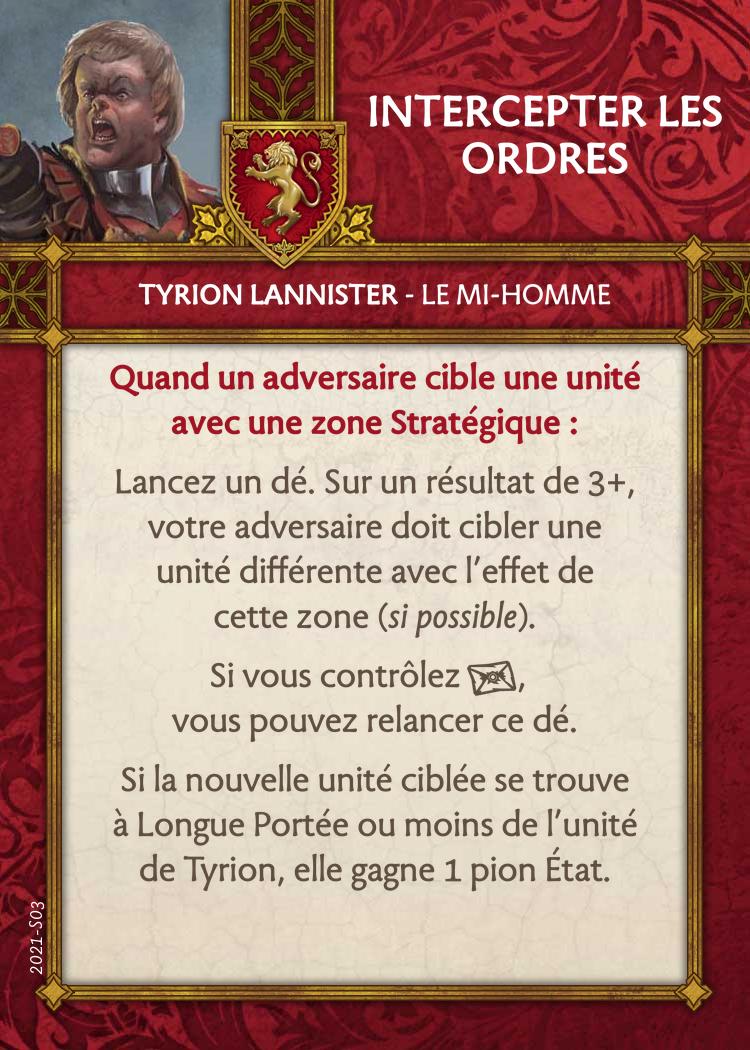 INTERCEPTER LES
ORDRES
TYRION LANNISTER - LE MI-HOMME
Quand un adversaire cible une unité
avec une zone Stratégique :
Lancez un dé. Sur un résultat de 3+,
votre adversaire doit cibler une
unité différente avec l'effet de
cette zone (si possible).
Si vous contrôlez ,
vous pouvez relancer ce dé.
Si la nouvelle unité ciblée se trouve
à Longue Portée ou moins de l'unité
de Tyrion, elle gagne 1 pion État.
2021-S03